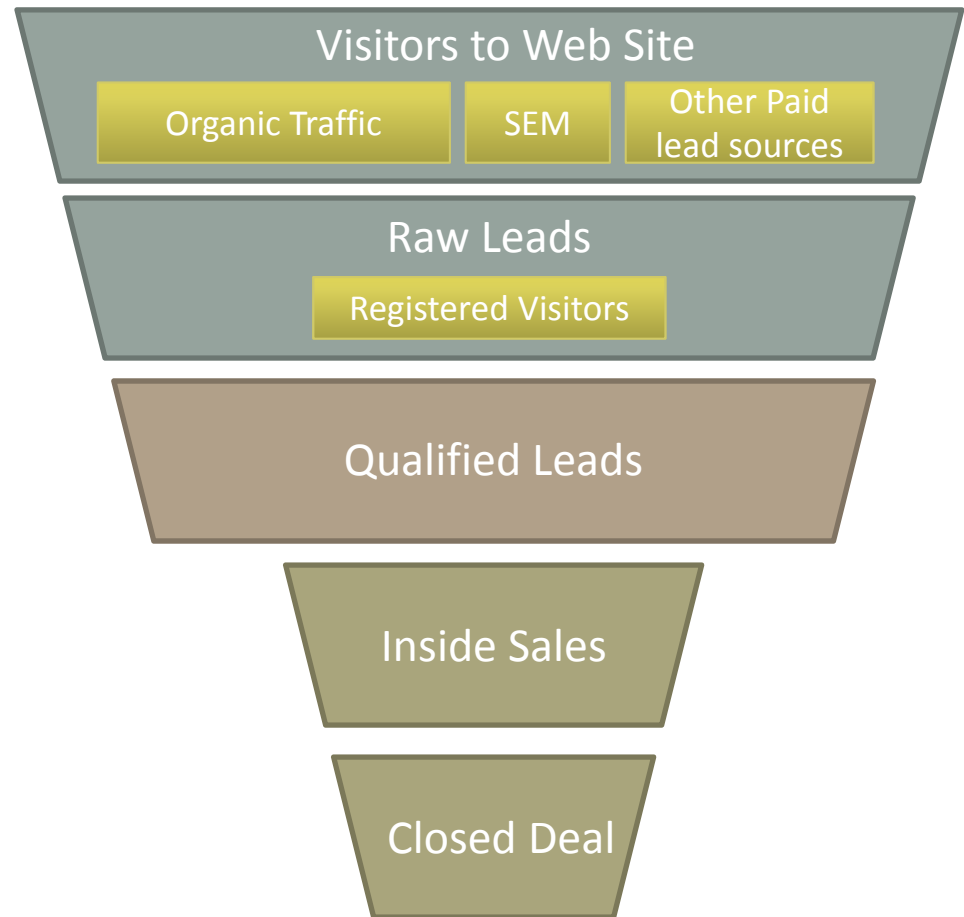 Visitors to Web Site
Organic Traffic
SEM
Other Paid
lead sources
Raw Leads
Registered Visitors
Qualified Leads
Inside Sales
Closed Deal